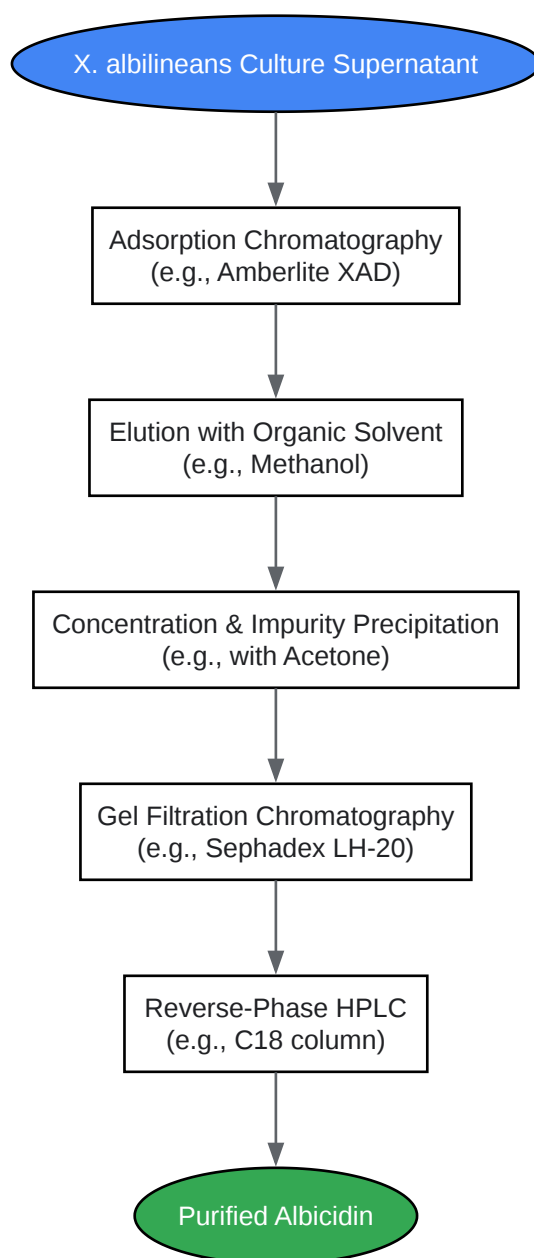 X. albilineans Culture Supernatant
Adsorption Chromatography
(e.g., Amberlite XAD)
Elution with Organic Solvent
(e.g., Methanol)
Concentration & Impurity Precipitation
(e.g., with Acetone)
Gel Filtration Chromatography
(e.g., Sephadex LH-20)
Reverse-Phase HPLC
(e.g., C18 column)
Purified Albicidin